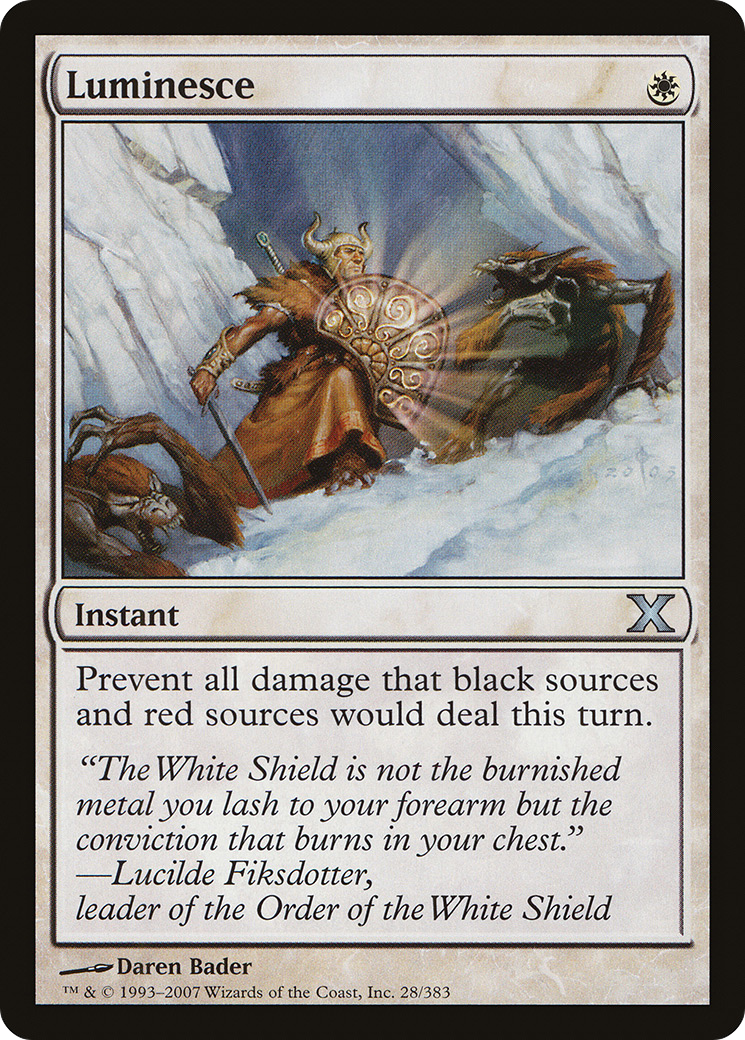 Luminesce
2005
Instant
X
Prevent all damage that black sources
and red sources would deal this turn.
“The White Shield is not the burnished
metal you lash to your forearm but the
conviction that burns in your chest.”
—Lucilde Fiksdotter,
leader of the Order of the White Shield
Daren Bader
™ & © 1993–2007 Wizards of the Coast, Inc. 28/383